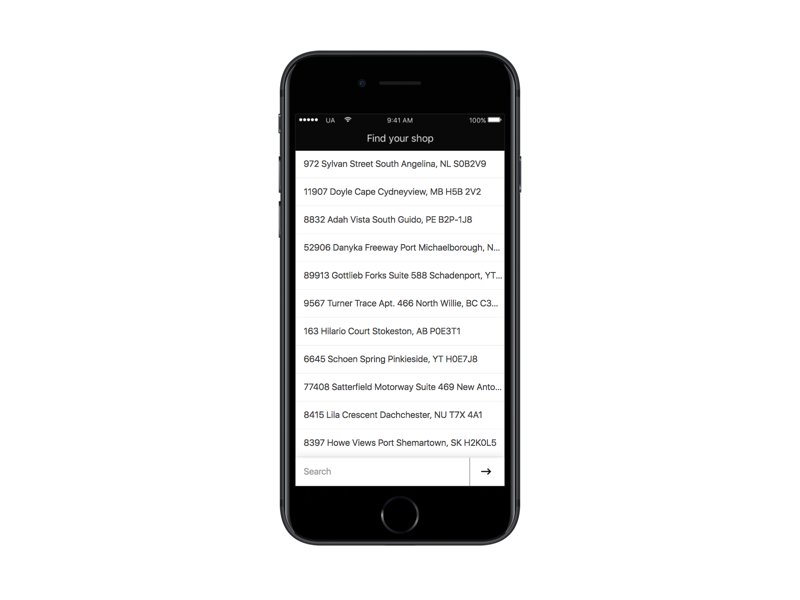 UA 9:41 AM 100%
Find your shop
972 Sylvan Street South Angelina, NL S0B2V9
11907 Doyle Cape Cydneyview, MB H5B 2V2
8832 Adah Vista South Guido, PE B2P-1J8
52906 Danyka Freeway Port Michaelborough, N...
89913 Gottlieb Forks Suite 588 Schadenport, YT...
9567 Turner Trace Apt. 466 North Willie, BC C3...
163 Hilario Court Stokeston, AB P0E3T1
6645 Schoen Spring Pinkieside, YT H0E7J8
77408 Satterfield Motorway Suite 469 New Anto...
8415 Lila Crescent Dachchester, NU T7X 4A1
8397 Howe Views Port Shemartown, SK H2K0L5
Search